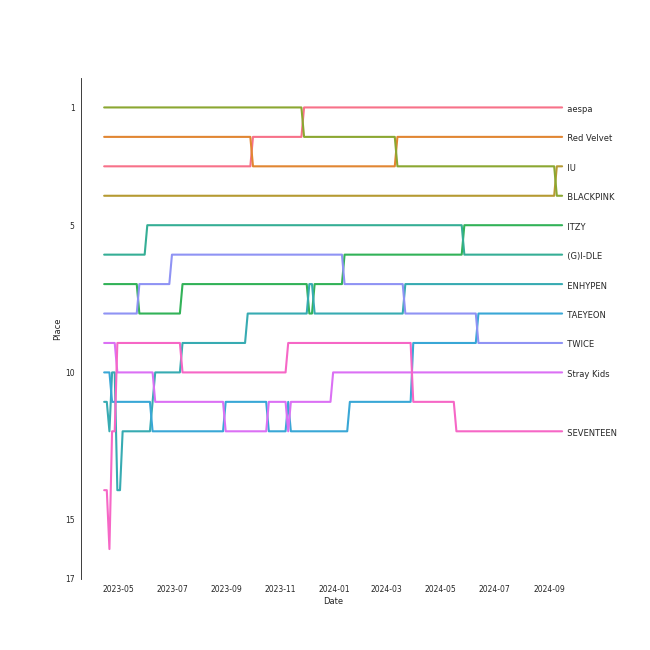 1
aespa
Red Velvet
IU
BLACKPINK
5
ITZY
(G)I-DLE
ENHYPEN
TAEYEON
Place
TWICE
10
Stray Kids
SEVENTEEN
15
17
2023-05 2023-07 2023-09 2023-11 2024-01 2024-03 2024-05 2024-07 2024-09
Date